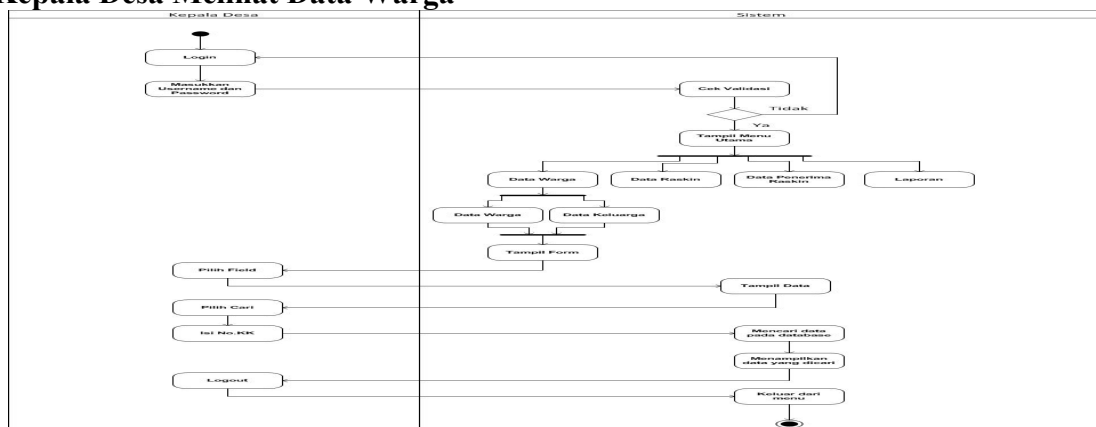 Kepala Desa Melihat Data Warga
Kepala Desa
Sistem
Login
Masukkan
Username dan
Password
Cek Validasi
Tidak
Ya
Tampil Menu
Utama
Data Warga
Data Raskin
Data Penerima
Raskin
Laporan
Data Warga
Data Keluarga
Tampil Form
Pilih Field
Tampil Data
Pilih Cari
Isi No.KK
Mencari data
pada database
Menampilkan
data yang dicari
Logout
Keluar dari
menu